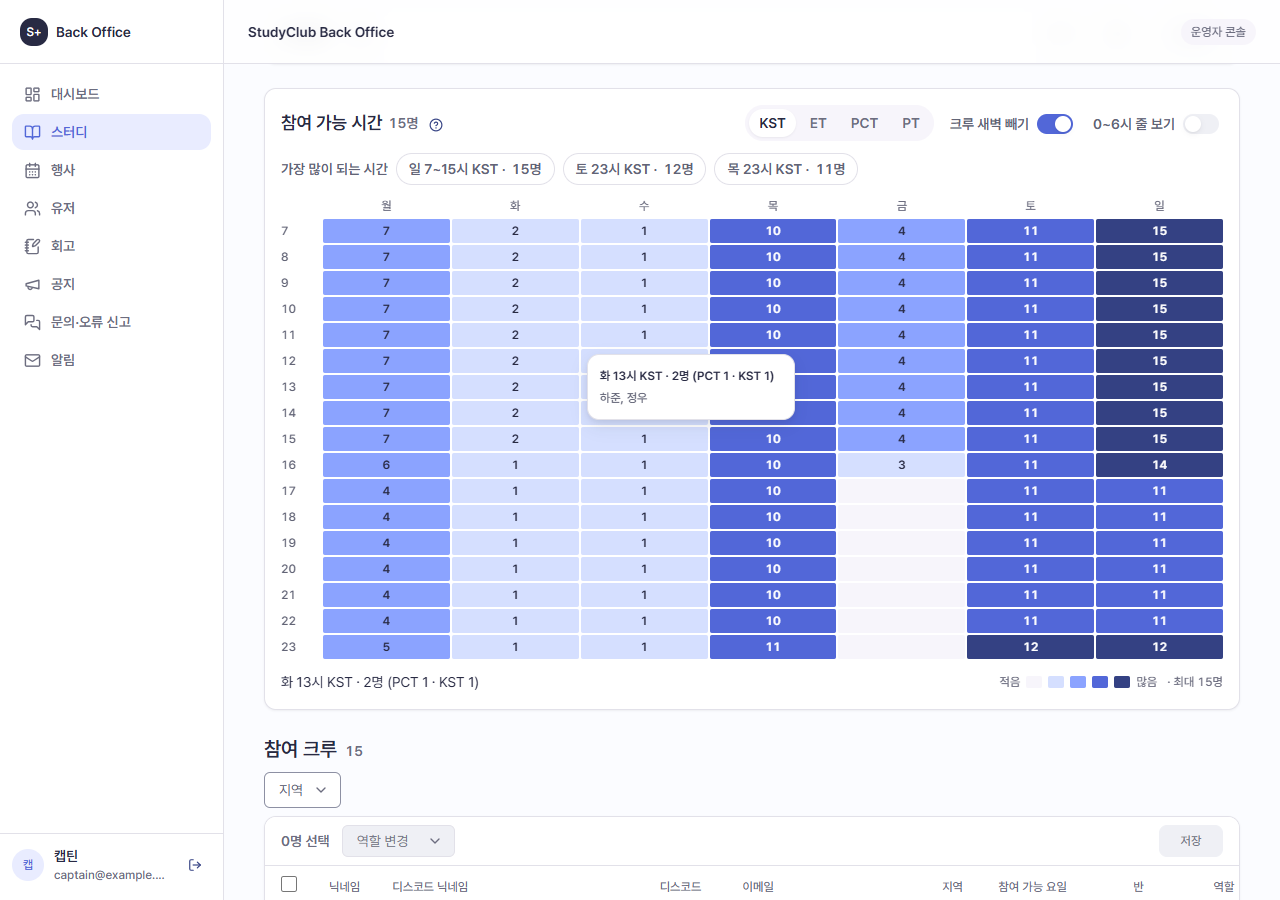 S+ Back Office
StudyClub Back Office
운영자 콘솔
대시보드
스터디
행사
유저
회고
공지
문의·오류 신고
알림
참여 가능 시간 15명
KST ET PCT PT
크루 새벽 빼기
0~6시 줄 보기
가장 많이 되는 시간 일 7~15시 KST · 15명 토 23시 KST · 12명 목 23시 KST · 11명
월 화 수 목 금 토 일
7 7 2 1 10 4 11 15
8 7 2 1 10 4 11 15
9 7 2 1 10 4 11 15
10 7 2 1 10 4 11 15
11 7 2 1 10 4 11 15
12 7 2 4 11 15
13 7 2 4 11 15
14 7 2 4 11 15
화 13시 KST · 2명 (PCT 1 · KST 1)
하준, 정우
15 7 2 1 10 4 11 15
16 6 1 1 10 3 11 14
17 4 1 1 10 11 11
18 4 1 1 10 11 11
19 4 1 1 10 11 11
20 4 1 1 10 11 11
21 4 1 1 10 11 11
22 4 1 1 10 11 11
23 5 1 1 11 12 12
화 13시 KST · 2명 (PCT 1 · KST 1)
적음 많음 · 최대 15명
참여 크루 15
지역
0명 선택 역할 변경 저장
닉네임 디스코드 닉네임 디스코드 이메일 지역 참여 가능 요일 반 역할
캡 캡틴
captain@example....